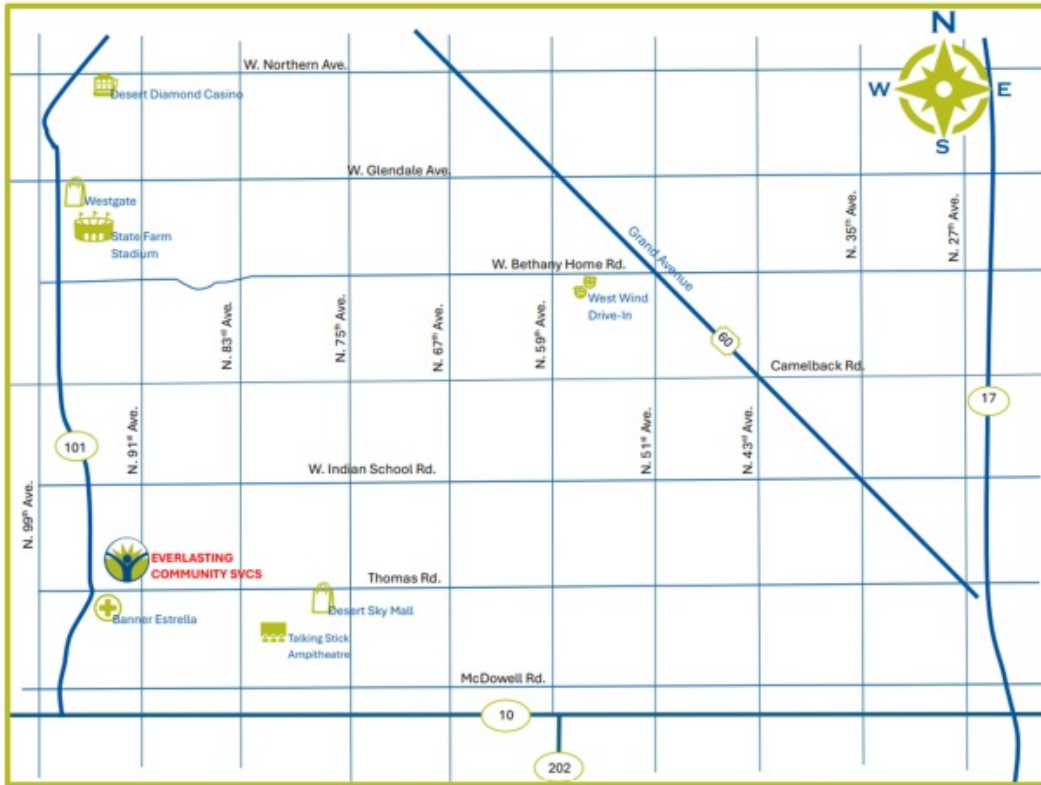 N
W
E
S
W. Northern Ave.
Desert Diamond Casino
W. Glendale Ave.
Westgate
State Farm
Stadium
N. 35th Ave.
N. 27th Ave.
Grand Avenue
W. Bethany Home Rd.
West Wind
Drive-In
N. 83rd Ave.
N. 75th Ave.
N. 67th Ave.
N. 59th Ave.
60
Camelback Rd.
17
101
N. 91st Ave.
N. 51st Ave.
N. 43rd Ave.
W. Indian School Rd.
N. 99th Ave.
EVERLASTING
COMMUNITY SVCS
Thomas Rd.
Banner Estrella
Desert Sky Mall
Talking Stick
Ampitheatre
McDowell Rd.
10
202